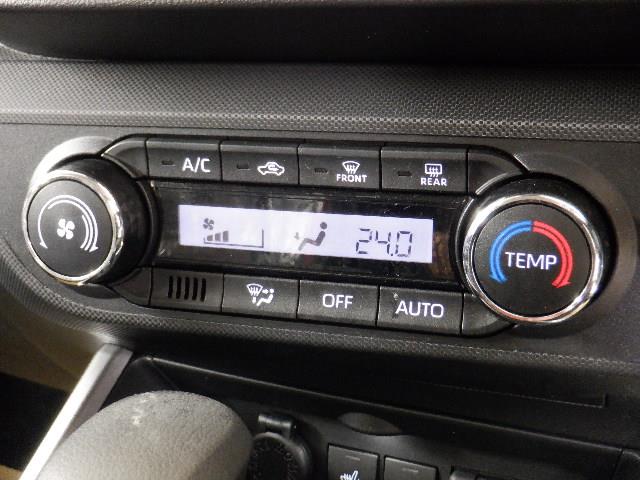 A/C
FRONT
REAR
24.0
TEMP
OFF
AUTO